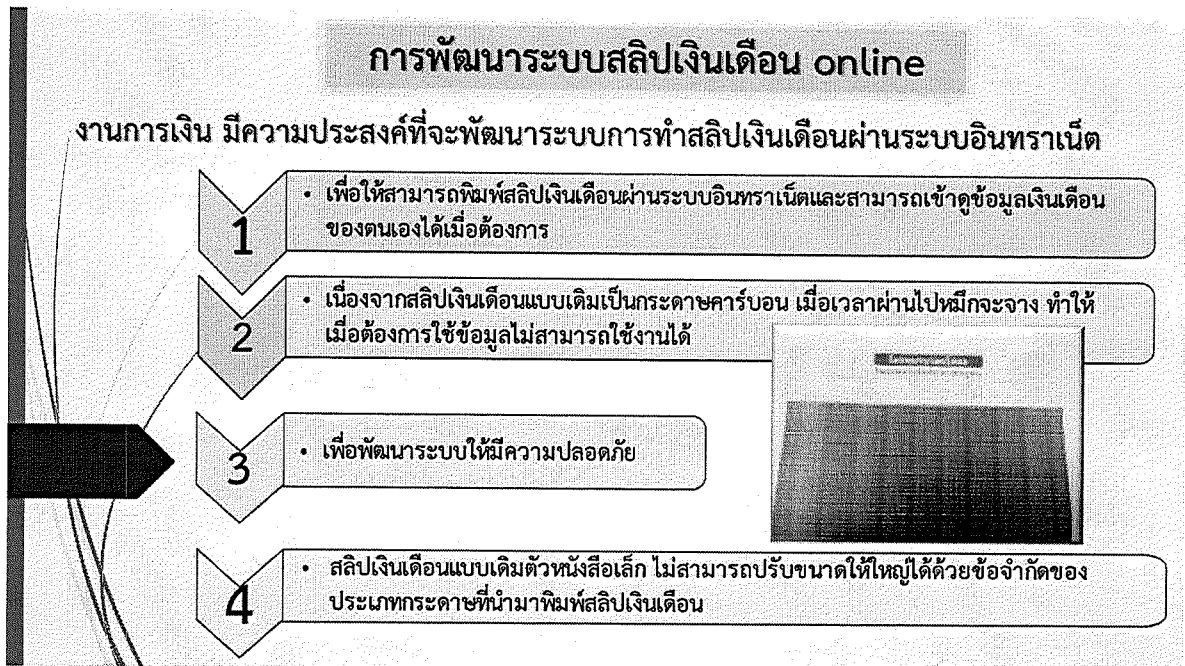 การพัฒนาระบบสลิปเงินเดือน online
งานการเงิน มีความประสงค์ที่จะพัฒนาระบบการทำสลิปเงินเดือนผ่านระบบอินทราเน็ต
1
• เพื่อให้สามารถพิมพ์สลิปเงินเดือนผ่านระบบอินทราเน็ตและสามารถเข้าดูข้อมูลเงินเดือน
ของตนเองได้เมื่อต้องการ
2
• เนื่องจากสลิปเงินเดือนแบบเดิมเป็นกระดาษคาร์บอน เมื่อเวลาผ่านไปหมึกจะจาง ทำให้
เมื่อต้องการใช้ข้อมูลไม่สามารถใช้งานได้
3
• เพื่อพัฒนาระบบให้มีความปลอดภัย
4
• สลิปเงินเดือนแบบเดิมตัวหนังสือเล็ก ไม่สามารถปรับขนาดให้ใหญ่ได้ด้วยข้อจำกัดของ
ประเภทกระดาษที่นำมาพิมพ์สลิปเงินเดือน